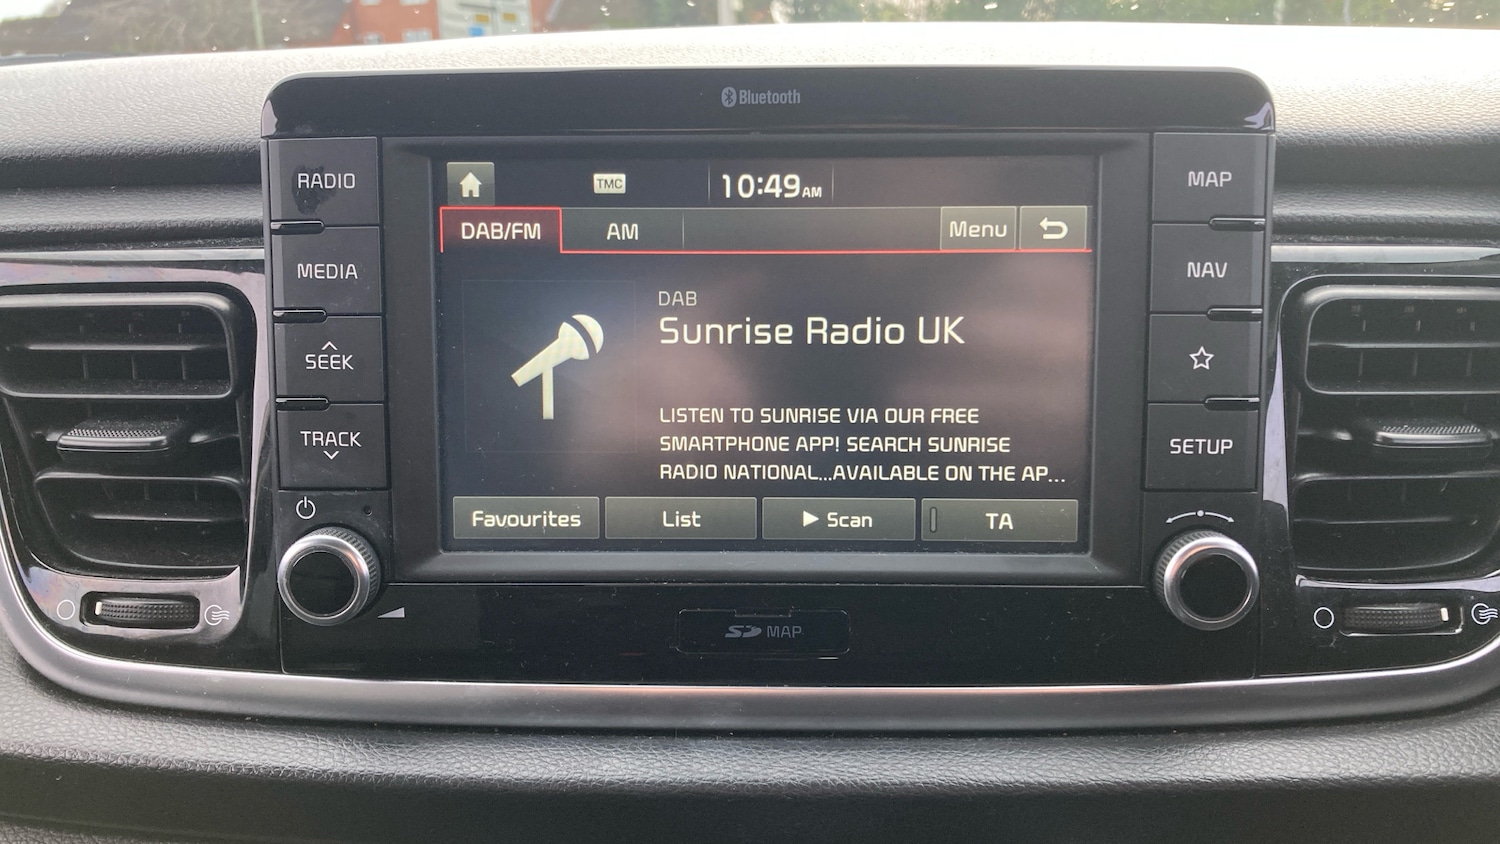 Bluetooth
RADIO
MEDIA
SEEK
TRACK
TMC
10:49AM
DAB/FM
AM
Menu
DAB
Sunrise Radio UK
LISTEN TO SUNRISE VIA OUR FREE
SMARTPHONE APP! SEARCH SUNRISE
RADIO NATIONAL...AVAILABLE ON THE AP...
Favourites
List
Scan
TA
MAP
NAV
SETUP
SD MAP